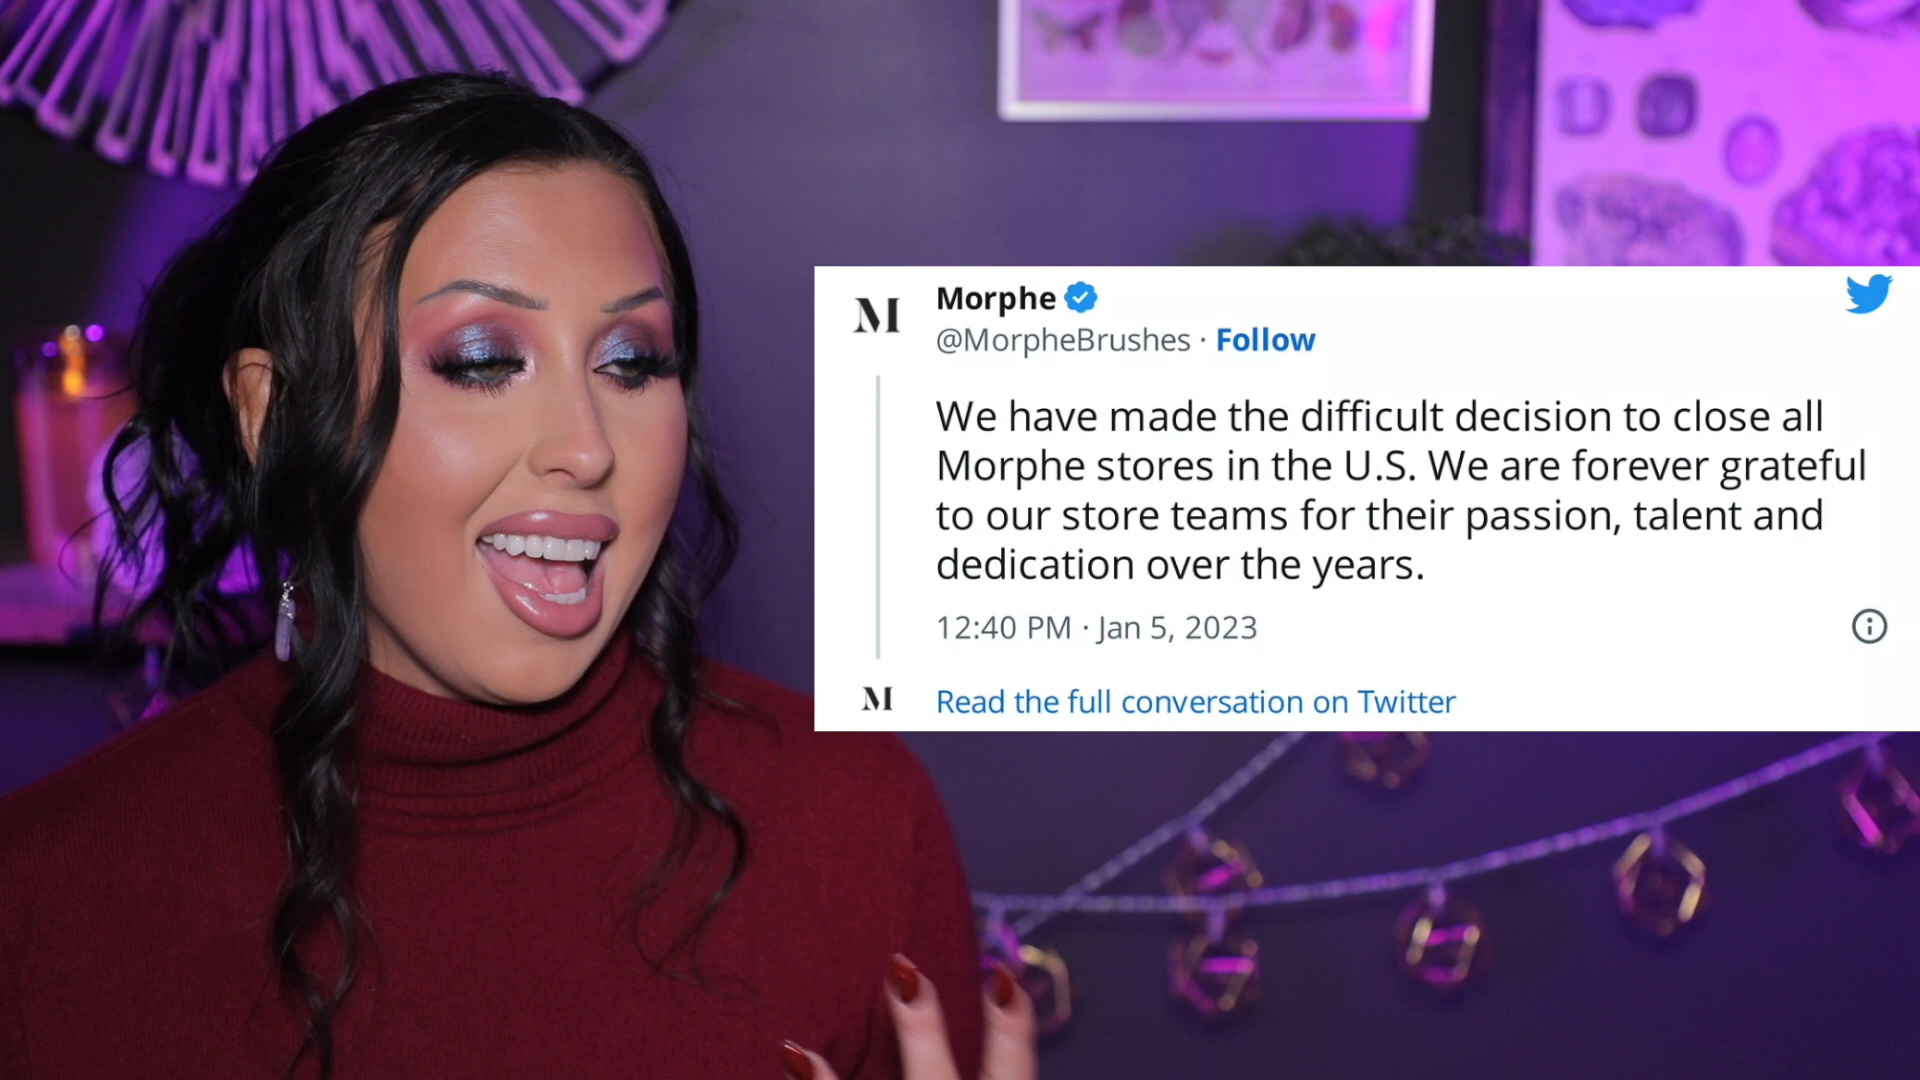 M
Morphe
@MorpheBrushes · Follow
We have made the difficult decision to close all
Morphe stores in the U.S. We are forever grateful
to our store teams for their passion, talent and
dedication over the years.
12:40 PM · Jan 5, 2023
M
Read the full conversation on Twitter